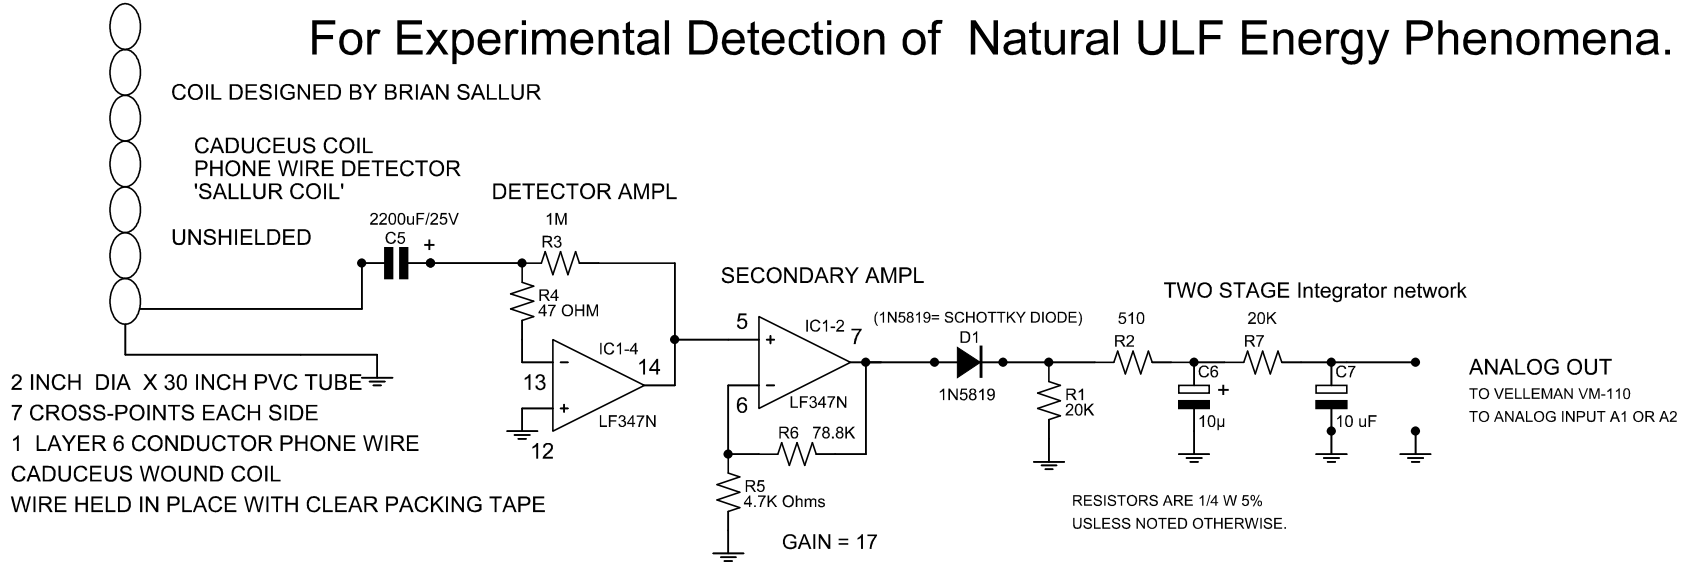 For Experimental Detection of Natural ULF Energy Phenomena.
COIL DESIGNED BY BRIAN SALLUR
CADUCEUS COIL
PHONE WIRE DETECTOR
'SALLUR COIL'
UNSHIELDED
DETECTOR AMPL
2200uF/25V
C5
+
1M
R3
R4
47 OHM
IC1-4
14
13
12
−
+
LF347N
SECONDARY AMPL
5
6
7
+
−
IC1-2
LF347N
R6 78.8K
R5
4.7K Ohms
GAIN = 17
(1N5819= SCHOTTKY DIODE)
D1
1N5819
R1
20K
TWO STAGE Integrator network
510
R2
20K
R7
C6
+
10µ
C7
10 uF
ANALOG OUT
TO VELLEMAN VM-110
TO ANALOG INPUT A1 OR A2
RESISTORS ARE 1/4 W 5%
USLESS NOTED OTHERWISE.
2 INCH DIA X 30 INCH PVC TUBE
7 CROSS-POINTS EACH SIDE
1 LAYER 6 CONDUCTOR PHONE WIRE
CADUCEUS WOUND COIL
WIRE HELD IN PLACE WITH CLEAR PACKING TAPE